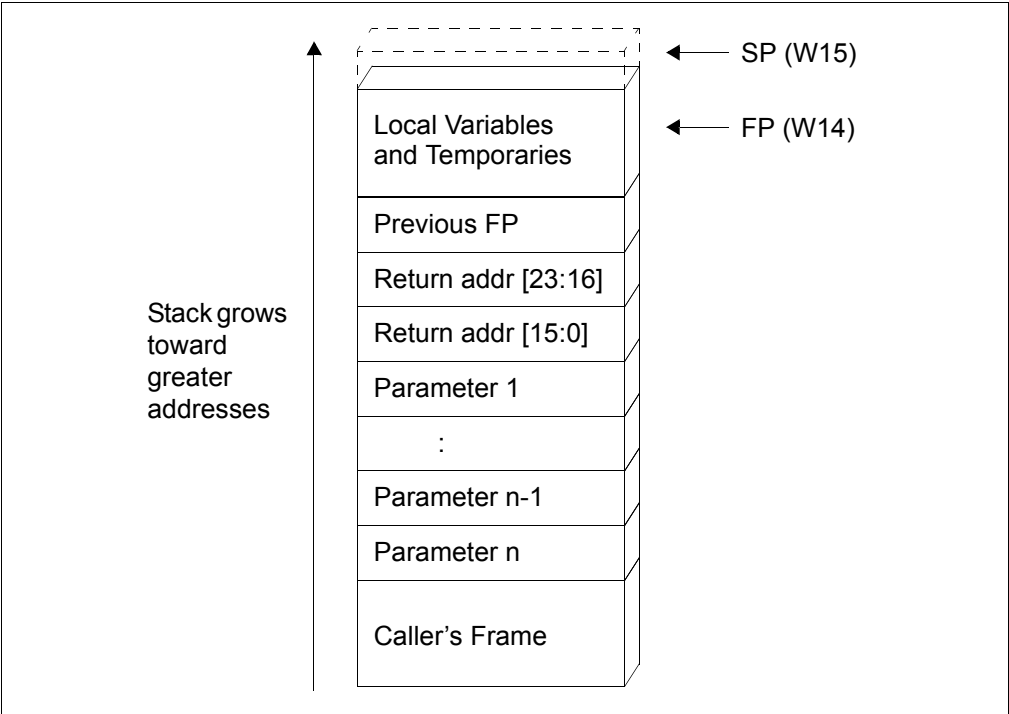 SP (W15)
Local Variables
and Temporaries
FP (W14)
Previous FP
Return addr [23:16]
Return addr [15:0]
Stack grows
toward
greater
addresses
Parameter 1
:
Parameter n-1
Parameter n
Caller's Frame